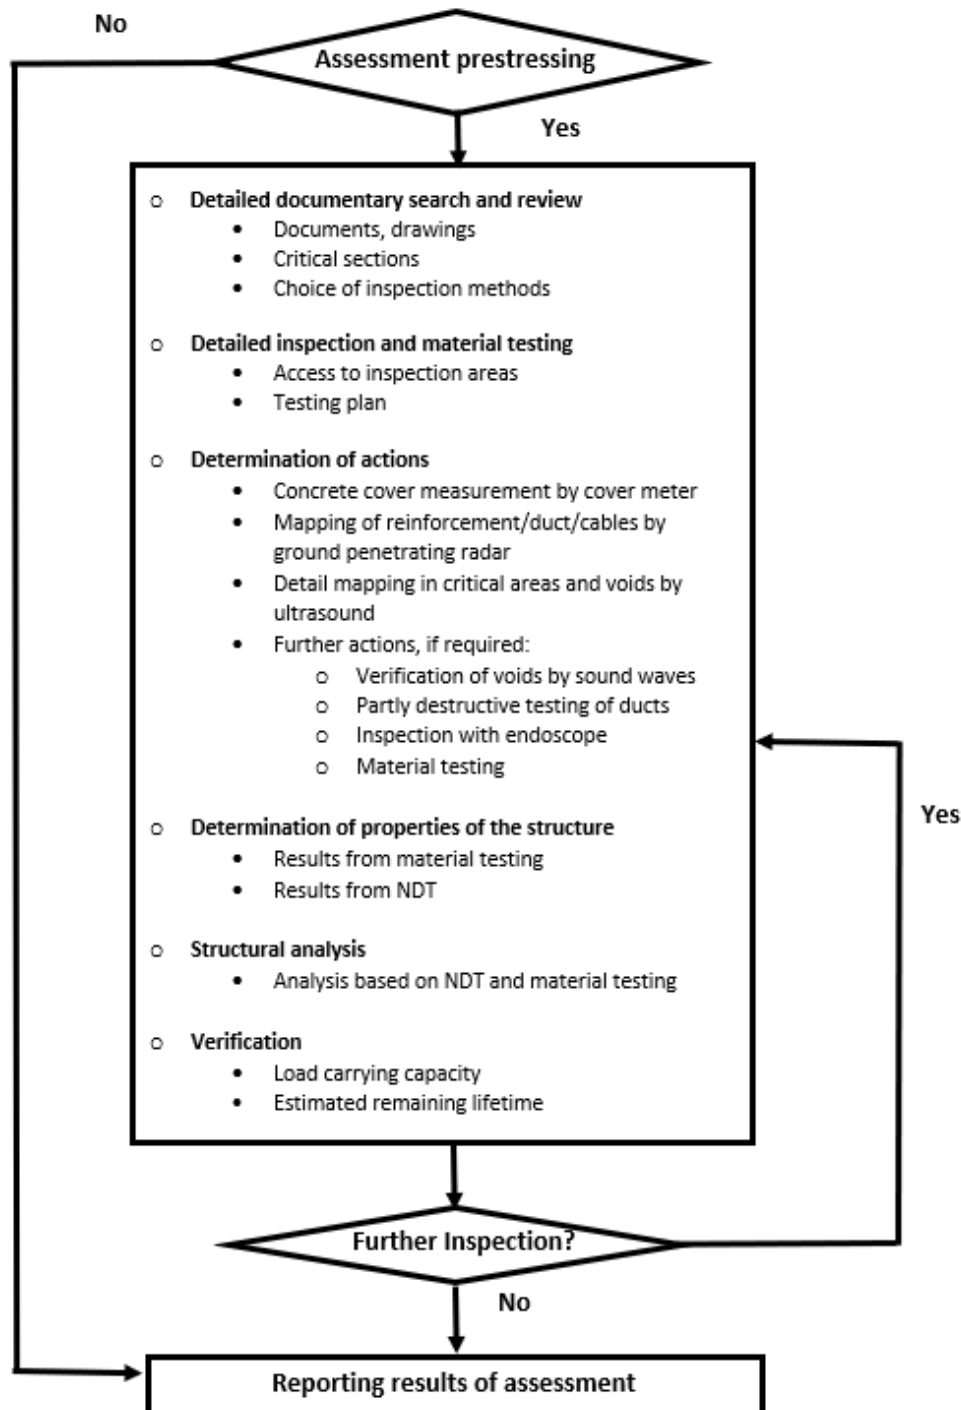 No
Assessment prestressing
Yes
o Detailed documentary search and review
• Documents, drawings
• Critical sections
• Choice of inspection methods
o Detailed inspection and material testing
• Access to inspection areas
• Testing plan
o Determination of actions
• Concrete cover measurement by cover meter
• Mapping of reinforcement/duct/cables by
ground penetrating radar
• Detail mapping in critical areas and voids by
ultrasound
• Further actions, if required:
o Verification of voids by sound waves
o Partly destructive testing of ducts
o Inspection with endoscope
o Material testing
o Determination of properties of the structure
• Results from material testing
• Results from NDT
o Structural analysis
• Analysis based on NDT and material testing
o Verification
• Load carrying capacity
• Estimated remaining lifetime
Yes
Further Inspection?
No
Reporting results of assessment